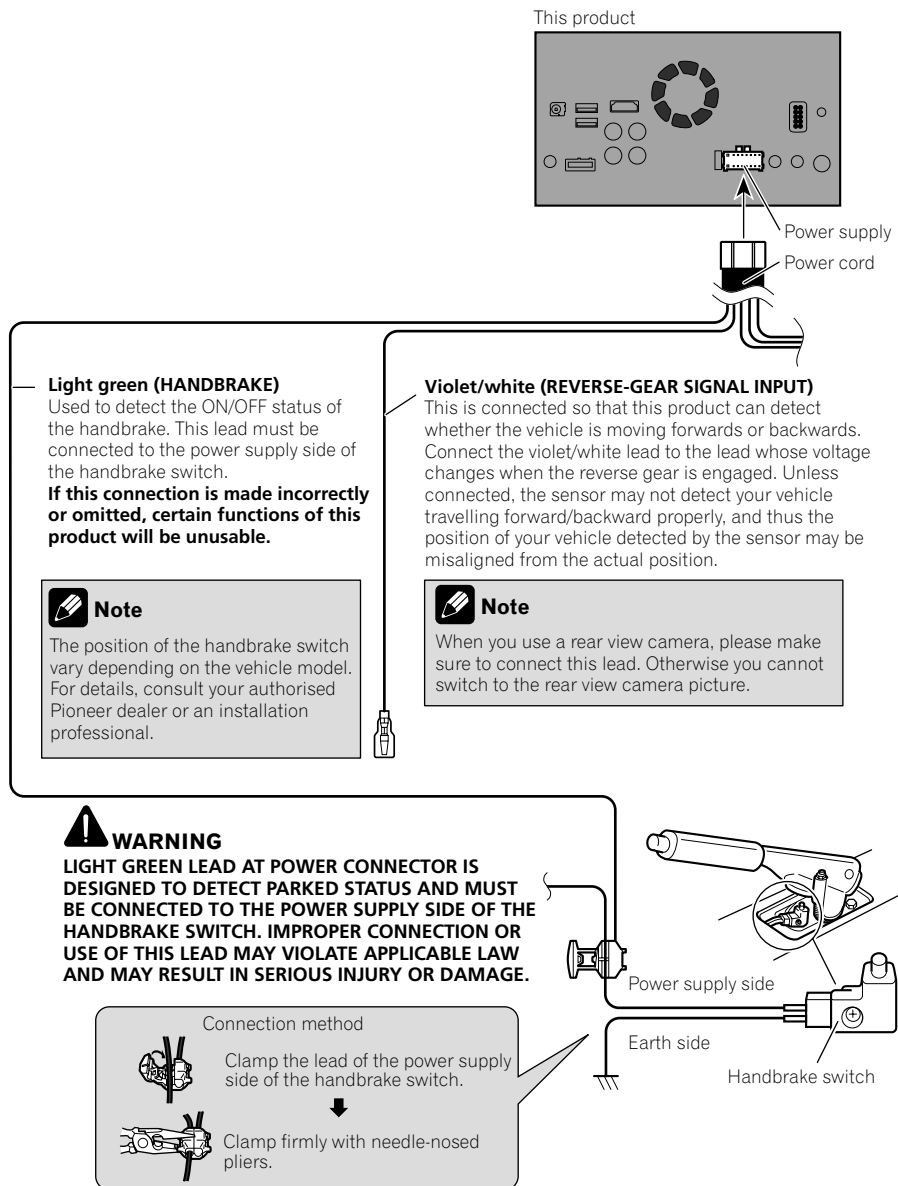 This product
Power supply
Power cord
Light green (HANDBRAKE)
Used to detect the ON/OFF status of
the handbrake. This lead must be
connected to the power supply side of
the handbrake switch.
If this connection is made incorrectly
or omitted, certain functions of this
product will be unusable.
Note
The position of the handbrake switch
vary depending on the vehicle model.
For details, consult your authorised
Pioneer dealer or an installation
professional.
Violet/white (REVERSE-GEAR SIGNAL INPUT)
This is connected so that this product can detect
whether the vehicle is moving forwards or backwards.
Connect the violet/white lead to the lead whose voltage
changes when the reverse gear is engaged. Unless
connected, the sensor may not detect your vehicle
travelling forward/backward properly, and thus the
position of your vehicle detected by the sensor may be
misaligned from the actual position.
Note
When you use a rear view camera, please make
sure to connect this lead. Otherwise you cannot
switch to the rear view camera picture.
WARNING
LIGHT GREEN LEAD AT POWER CONNECTOR IS
DESIGNED TO DETECT PARKED STATUS AND MUST
BE CONNECTED TO THE POWER SUPPLY SIDE OF THE
HANDBRAKE SWITCH. IMPROPER CONNECTION OR
USE OF THIS LEAD MAY VIOLATE APPLICABLE LAW
AND MAY RESULT IN SERIOUS INJURY OR DAMAGE.
Power supply side
Earth side
Handbrake switch
Connection method
Clamp the lead of the power supply
side of the handbrake switch.
Clamp firmly with needle-nosed
pliers.